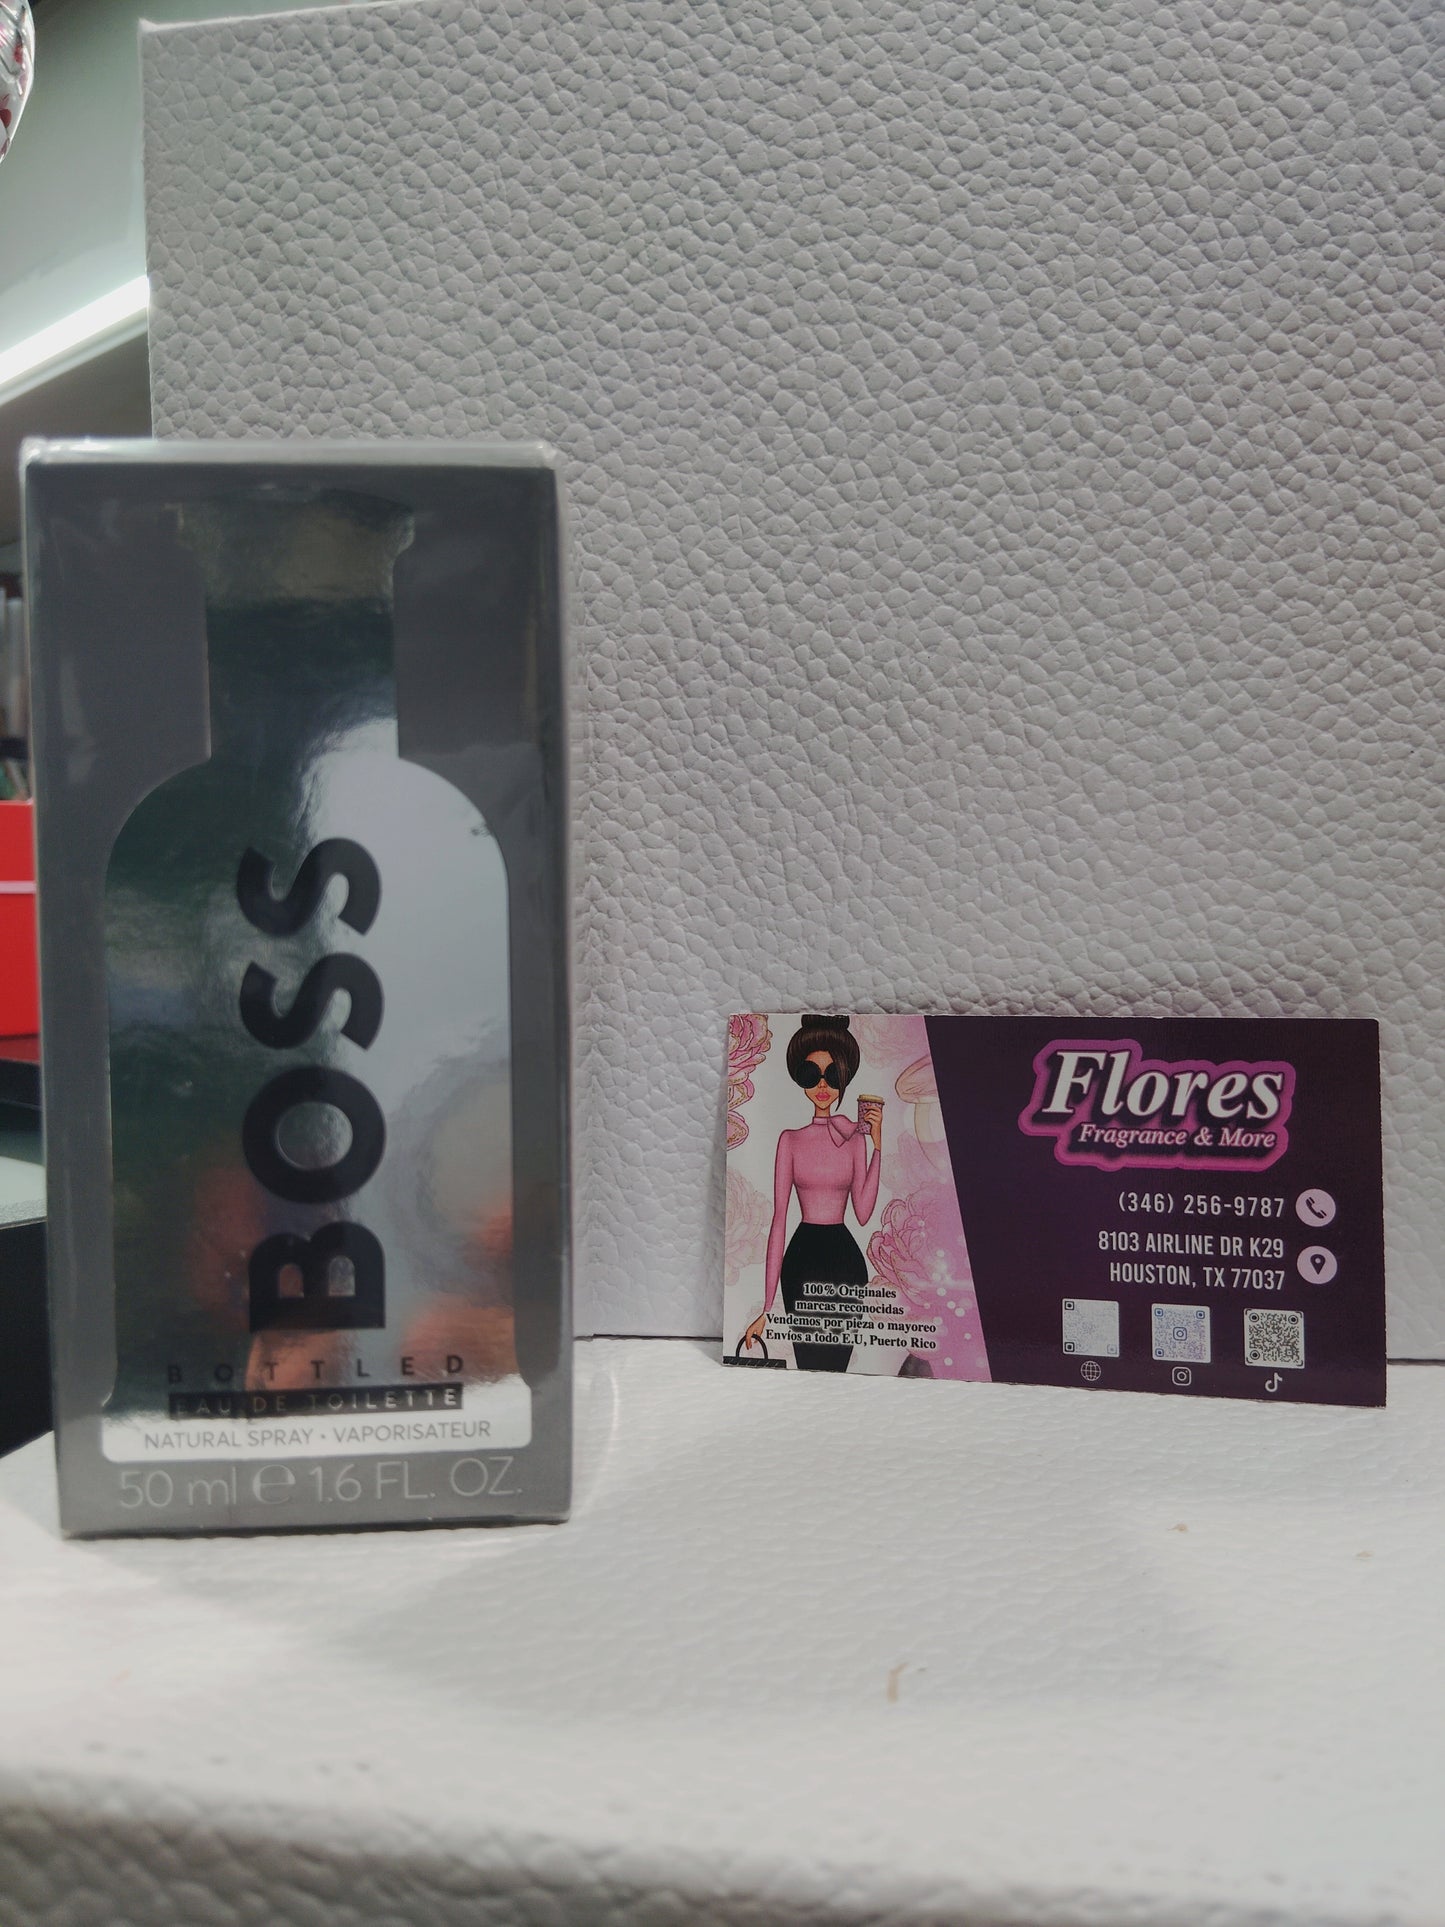 BOSS
BOTTLED
EAU DE TOILETTE
NATURAL SPRAY • VAPORISATEUR
50 ml ℮ 1.6 FL. OZ.
Flores
Fragrance & More
(346) 256-9787
8103 AIRLINE DR K29
HOUSTON, TX 77037
100% Originales
marcas reconocidas
Vendemos por pieza o mayoreo
Envíos a todo E.U, Puerto Rico